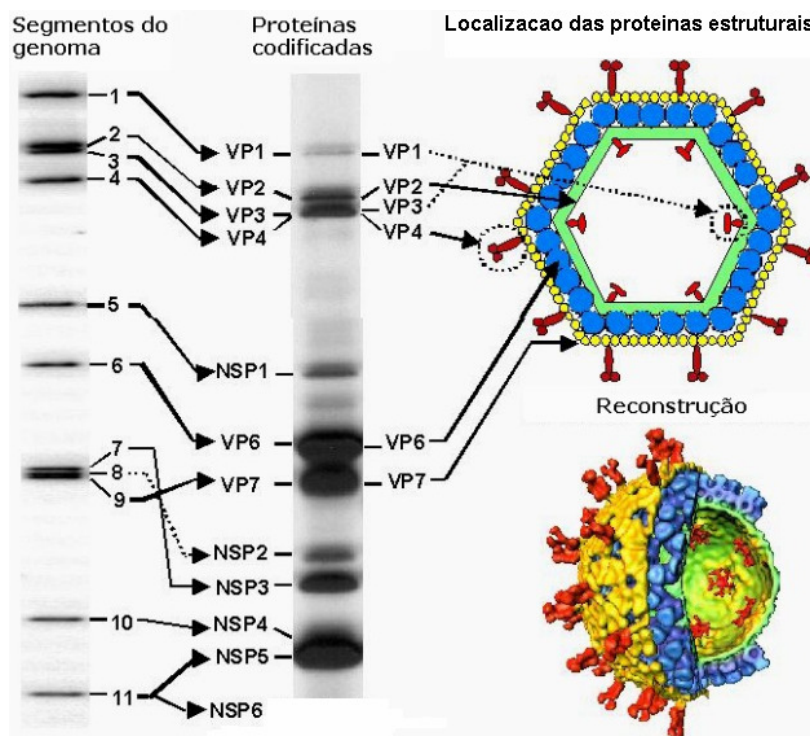 Segmentos do
genoma
Proteínas
codificadas
Localizacao das proteinas estruturais
1
2
3
4
5
6
7
8
9
10
11
VP1
VP2
VP3
VP4
NSP1
VP6
VP7
NSP2
NSP3
NSP4
NSP5
NSP6
VP1
VP2
VP3
VP4
VP6
VP7
Reconstrução